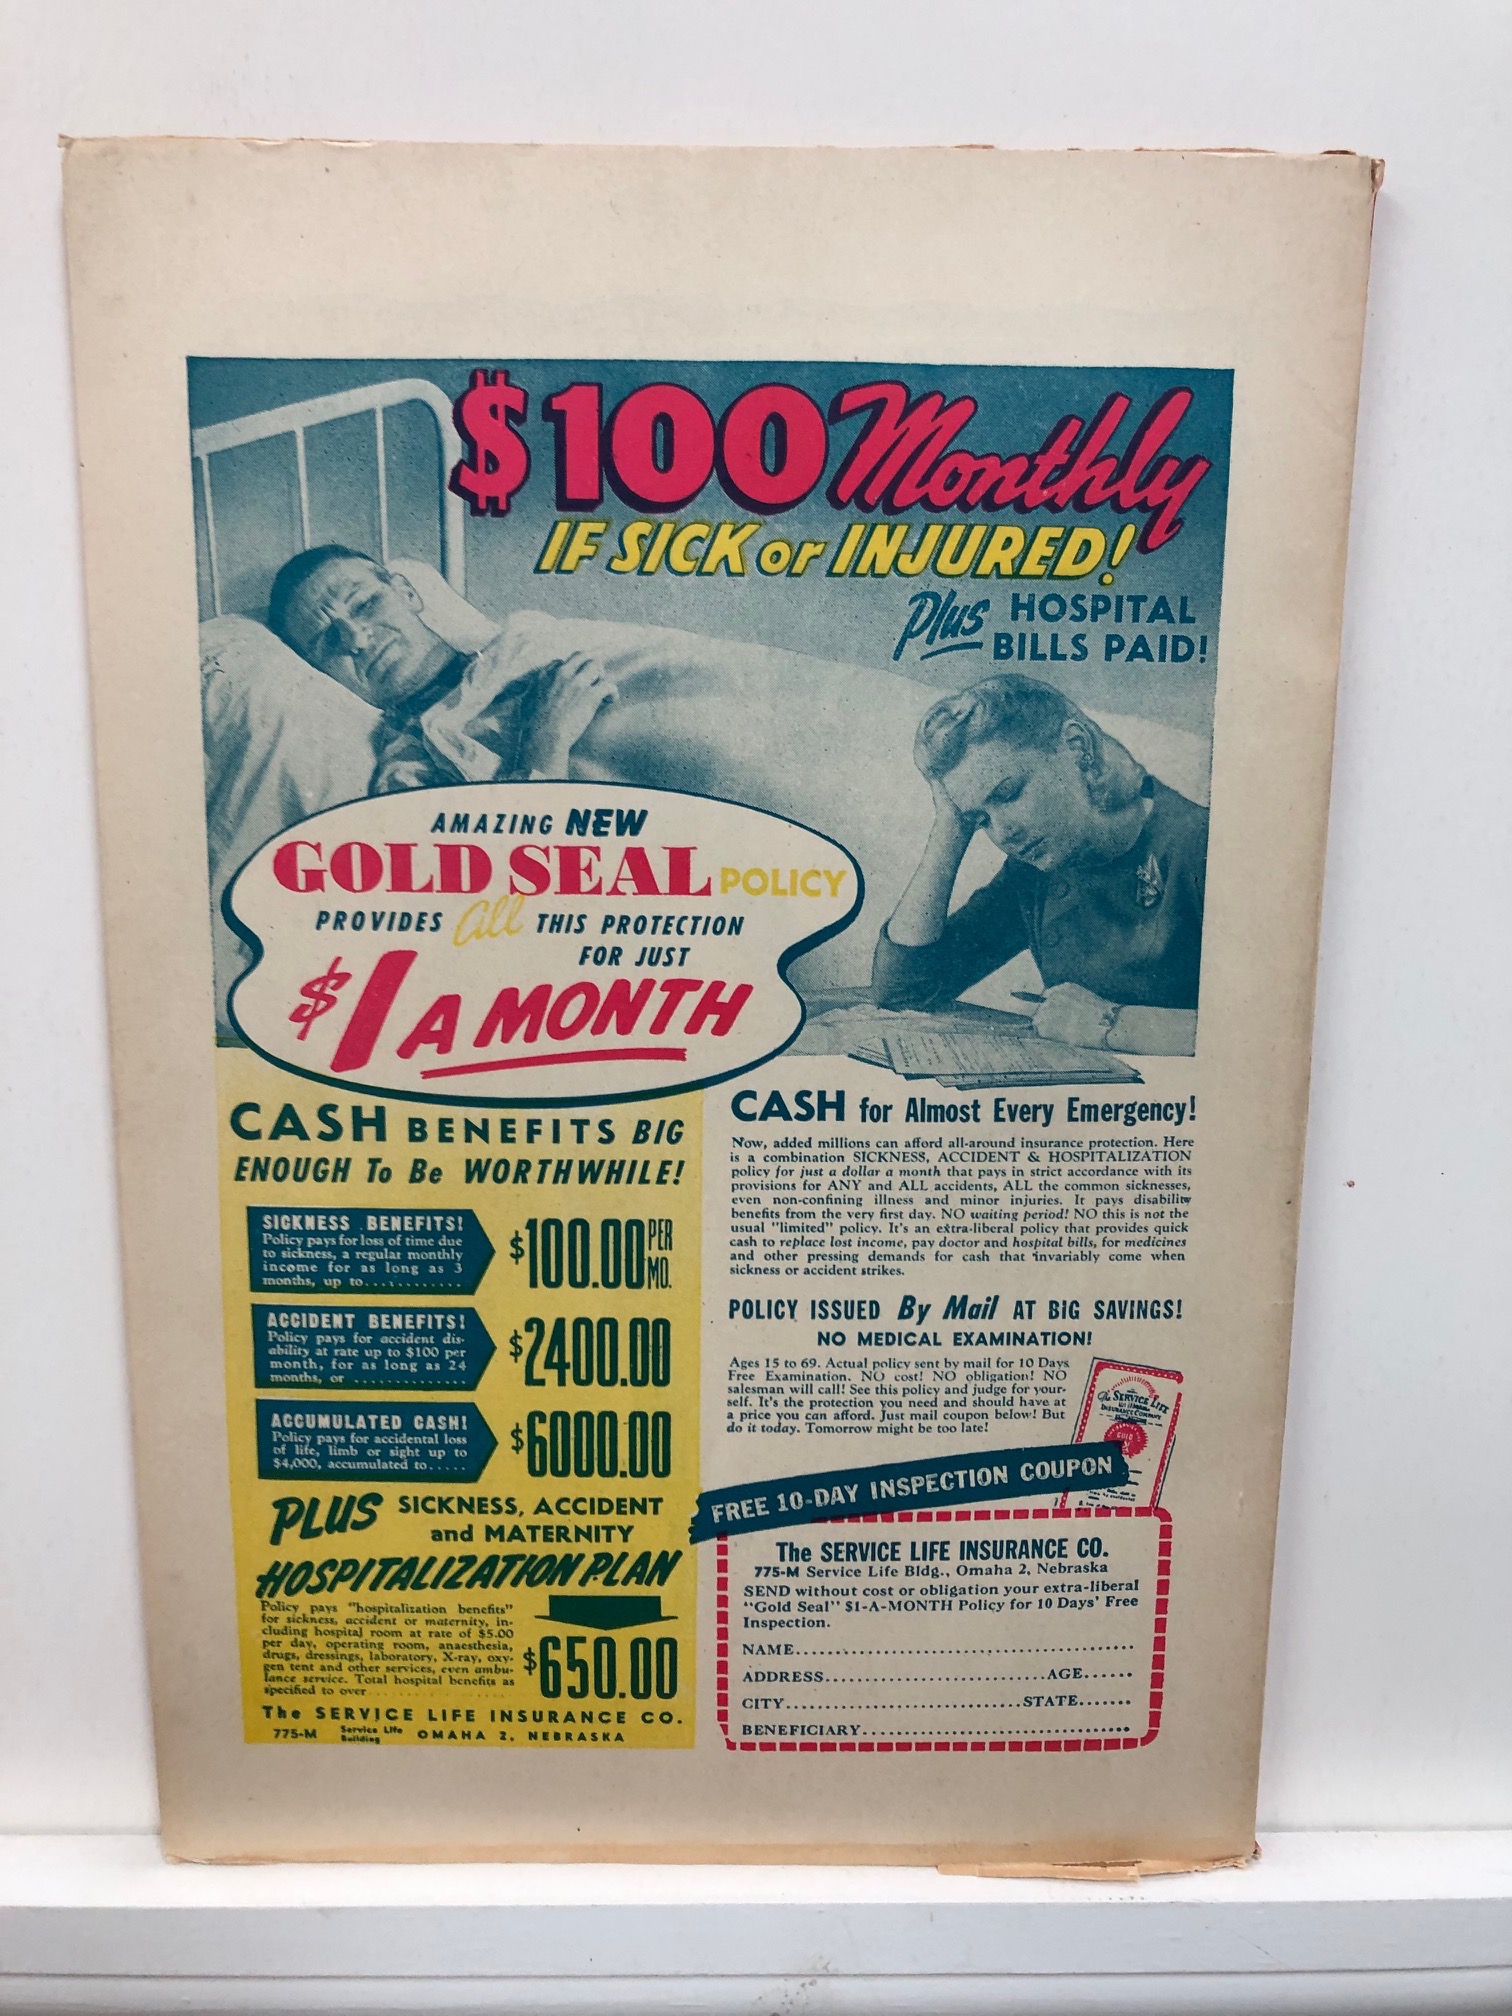 $100 Monthly
IF SICK or INJURED!
Plus HOSPITAL
BILLS PAID!
AMAZING NEW
GOLD SEAL POLICY
PROVIDES all THIS PROTECTION
FOR JUST
$1 A MONTH
CASH BENEFITS BIG
ENOUGH To Be WORTHWHILE!
SICKNESS BENEFITS!
Policy pays for loss of time due
to sickness, a regular monthly
income for as long as 3
months, up to............
$100.00 PER MO.
ACCIDENT BENEFITS!
Policy pays for accident dis-
ability at rate up to $100 per
month, for as long as 24
months, or ..............
$2400.00
ACCUMULATED CASH!
Policy pays for accidental loss
of life, limb or sight up to
$4,000, accumulated to.....
$6000.00
PLUS SICKNESS, ACCIDENT
and MATERNITY
HOSPITALIZATION PLAN
Policy pays "hospitalization benefits"
for sickness, accident or maternity, in-
cluding hospital room at rate of $5.00
per day, operating room, anaesthesia,
drugs, dressings, laboratory, X-ray, oxy-
gen tent and other services, even ambu-
lance service. Total hospital benefits as
specified to over....................
$650.00
The SERVICE LIFE INSURANCE CO.
775-M Service Life Building OMAHA 2, NEBRASKA
CASH for Almost Every Emergency!
Now, added millions can afford all-around insurance protection. Here
is a combination SICKNESS, ACCIDENT & HOSPITALIZATION
policy for just a dollar a month that pays in strict accordance with its
provisions for ANY and ALL accidents, ALL the common sicknesses,
even non-confining illness and minor injuries. It pays disability
benefits from the very first day. NO waiting period! NO this is not the
usual "limited" policy. It's an extra-liberal policy that provides quick
cash to replace lost income, pay doctor and hospital bills, for medicines
and other pressing demands for cash that invariably come when
sickness or accident strikes.
POLICY ISSUED By Mail AT BIG SAVINGS!
NO MEDICAL EXAMINATION!
Ages 15 to 69. Actual policy sent by mail for 10 Days
Free Examination. NO cost! NO obligation! NO
salesman will call! See this policy and judge for your-
self. It's the protection you need and should have at
a price you can afford. Just mail coupon below! But
do it today. Tomorrow might be too late!
The SERVICE LIFE
INSURANCE COMPANY
GOLD
FREE 10-DAY INSPECTION COUPON
The SERVICE LIFE INSURANCE CO.
775-M Service Life Bldg., Omaha 2, Nebraska
SEND without cost or obligation your extra-liberal
"Gold Seal" $1-A-MONTH Policy for 10 Days' Free
Inspection.
NAME..........................................
ADDRESS...........................AGE......
CITY.............................STATE.......
BENEFICIARY..................................